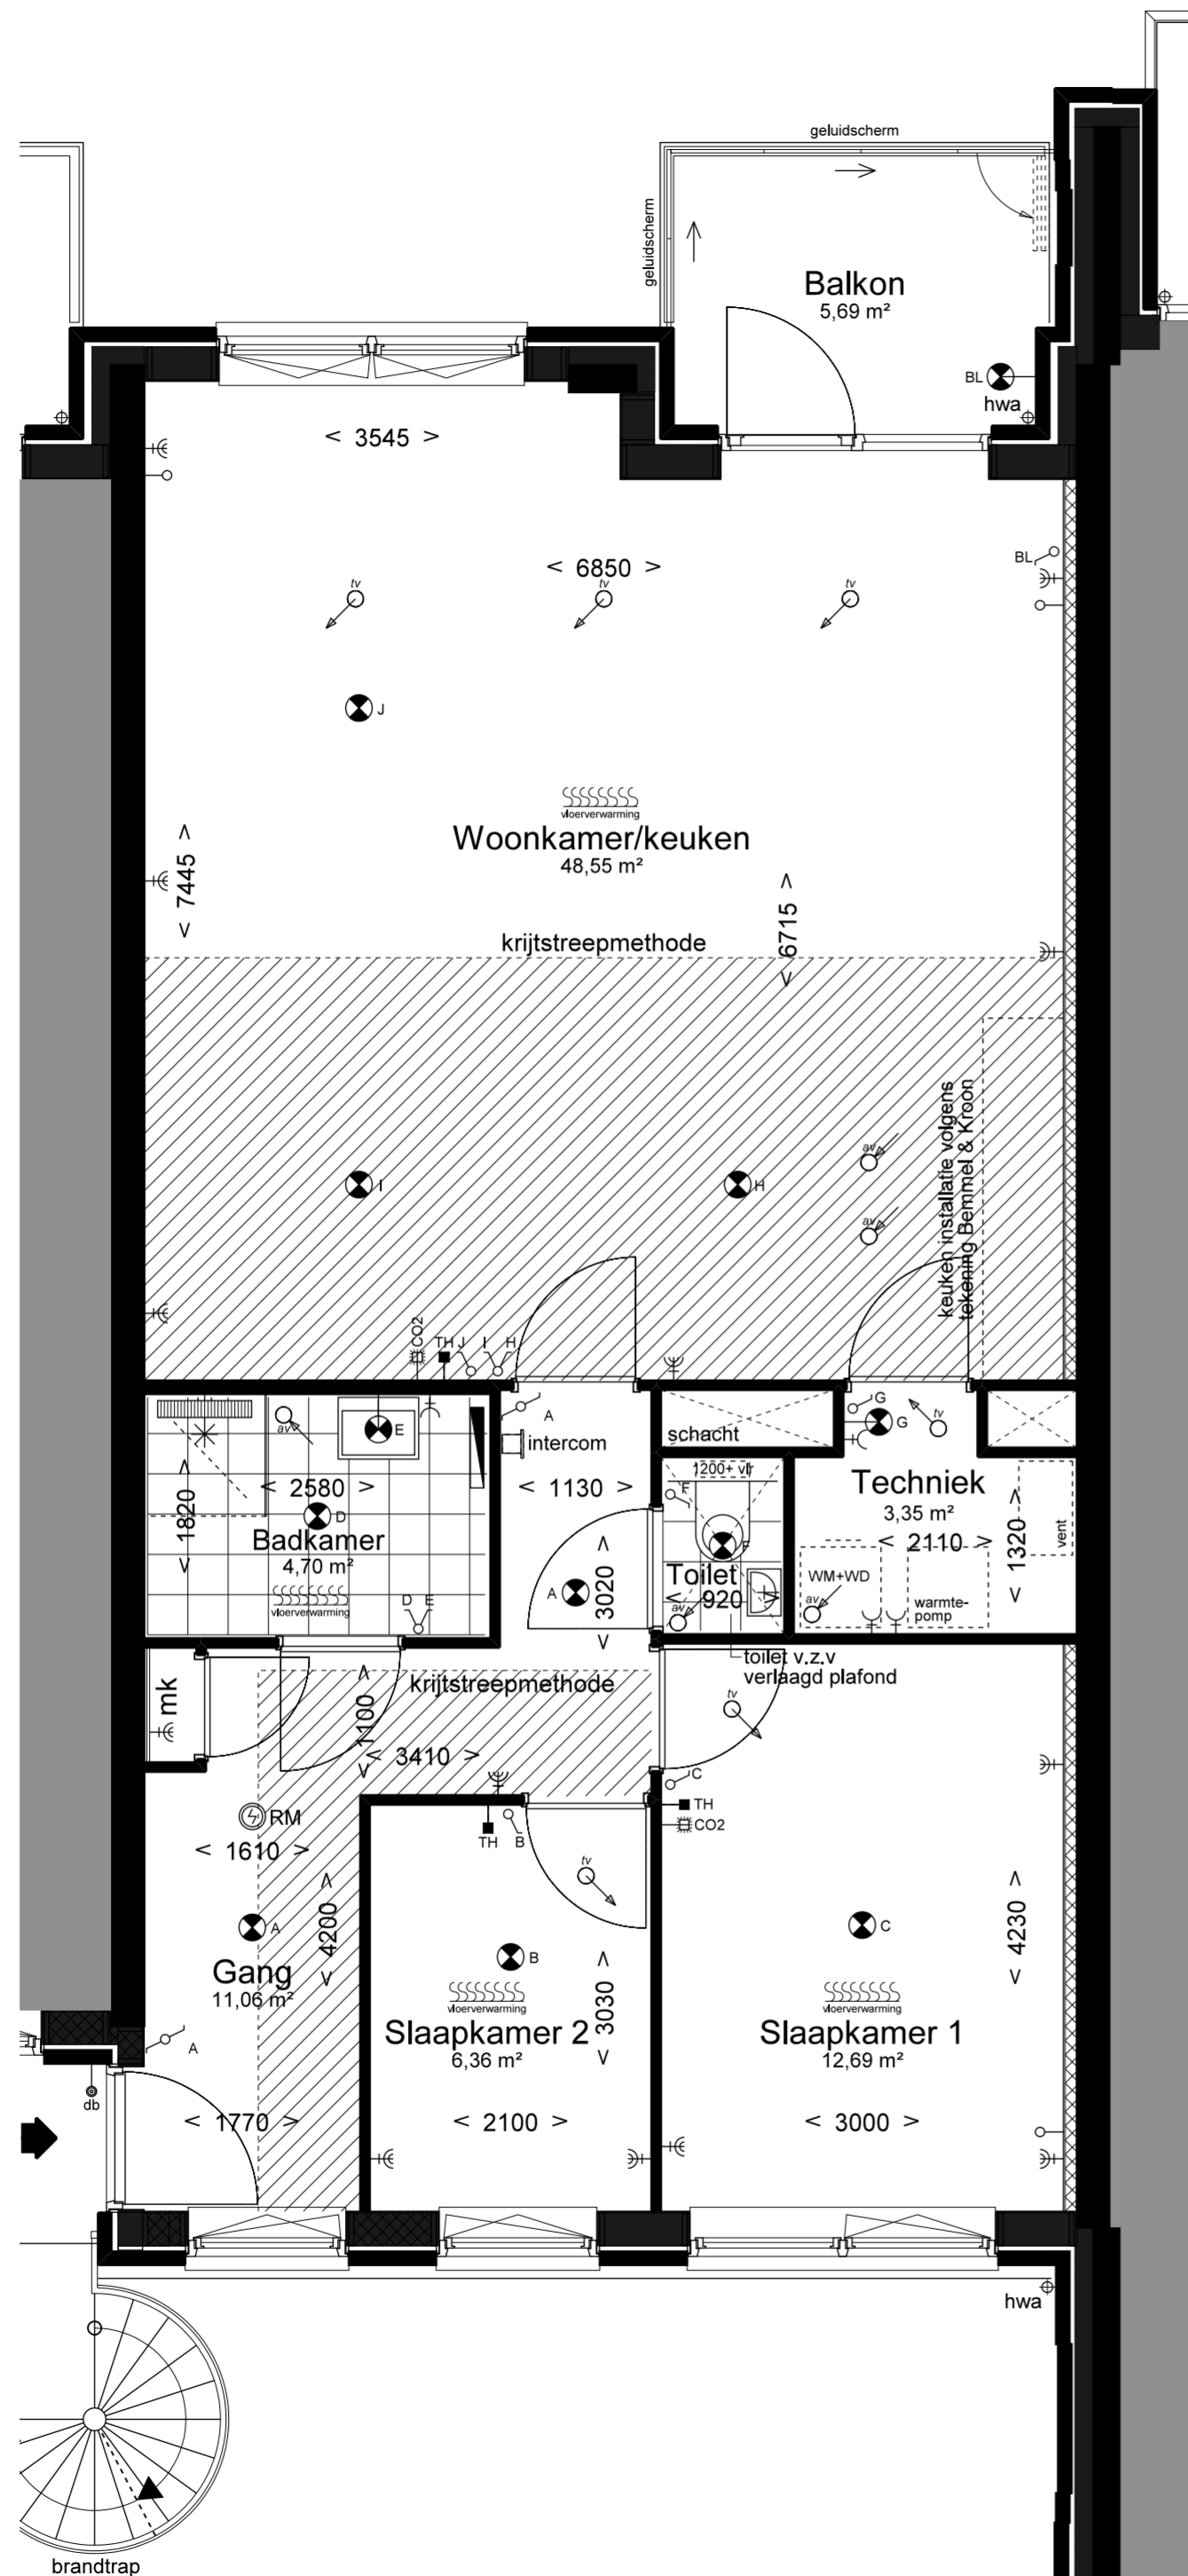 geluidscherm
geluidscherm
Balkon
5,69 m²
BL
hwa
< 3545 >
BL
< 6850 >
tv
tv
tv
J
vloerverwarming
Woonkamer/keuken
48,55 m²
< 7445 >
< 6715 >
krijtstreepmethode
keuken installatie volgens
tekening Bemmel & Kroon
av
I
H
av
CO2
TH
J
I
H
A
intercom
schacht
G
G
tv
E
av
< 1820 >
< 2580 >
D
Badkamer
4,70 m²
vloerverwarming
D E
< 1130 >
1200+ vlr
F
F
Toilet
< 920 >
av
Techniek
3,35 m²
< 2110 >
< 1320 >
vent
WM+WD
av
warmte-
pomp
A
< 3020 >
toilet v.z.v
verlaagd plafond
mk
krijtstreepmethode
< 1100 >
< 3410 >
tv
C
TH
CO2
RM
< 1610 >
TH
B
tv
< 4200 >
A
Gang
11,06 m²
B
vloerverwarming
Slaapkamer 2
6,36 m²
< 3030 >
C
vloerverwarming
Slaapkamer 1
12,69 m²
< 4230 >
A
db
< 1770 >
< 2100 >
< 3000 >
hwa
brandtrap